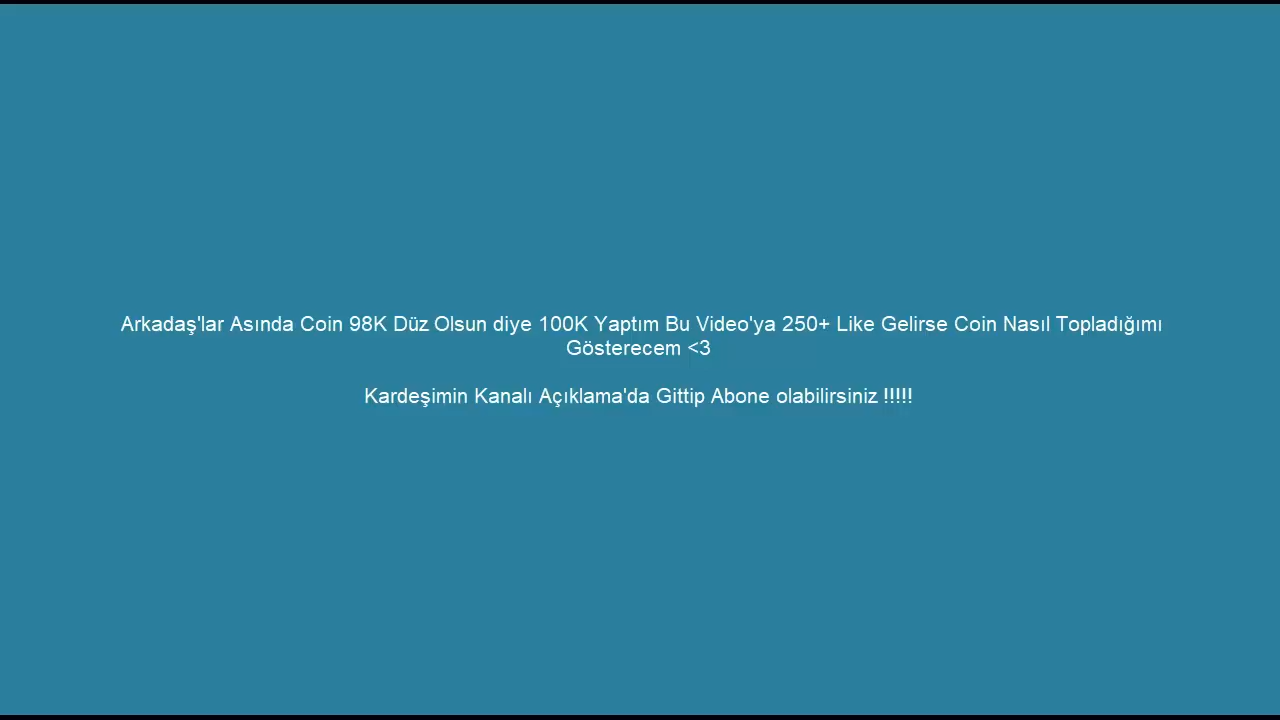 Arkadaş'lar Asında Coin 98K Düz Olsun diye 100K Yaptım Bu Video'ya 250+ Like Gelirse Coin Nasıl Topladığımı
Gösterecem <3
Kardeşimin Kanalı Açıklama'da Gittip Abone olabilirsiniz !!!!!